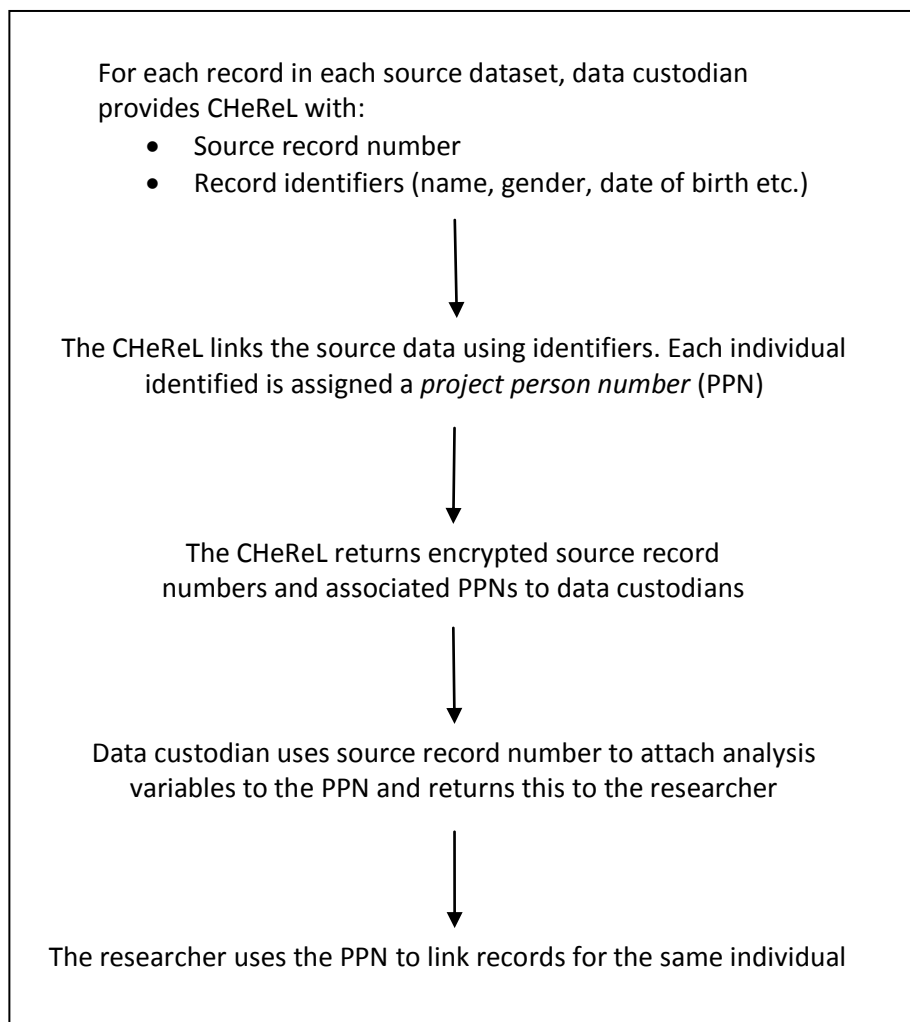 For each record in each source dataset, data custodian
provides CHeReL with:
• Source record number
• Record identifiers (name, gender, date of birth etc.)
The CHeReL links the source data using identifiers. Each individual
identified is assigned a project person number (PPN)
The CHeReL returns encrypted source record
numbers and associated PPNs to data custodians
Data custodian uses source record number to attach analysis
variables to the PPN and returns this to the researcher
The researcher uses the PPN to link records for the same individual